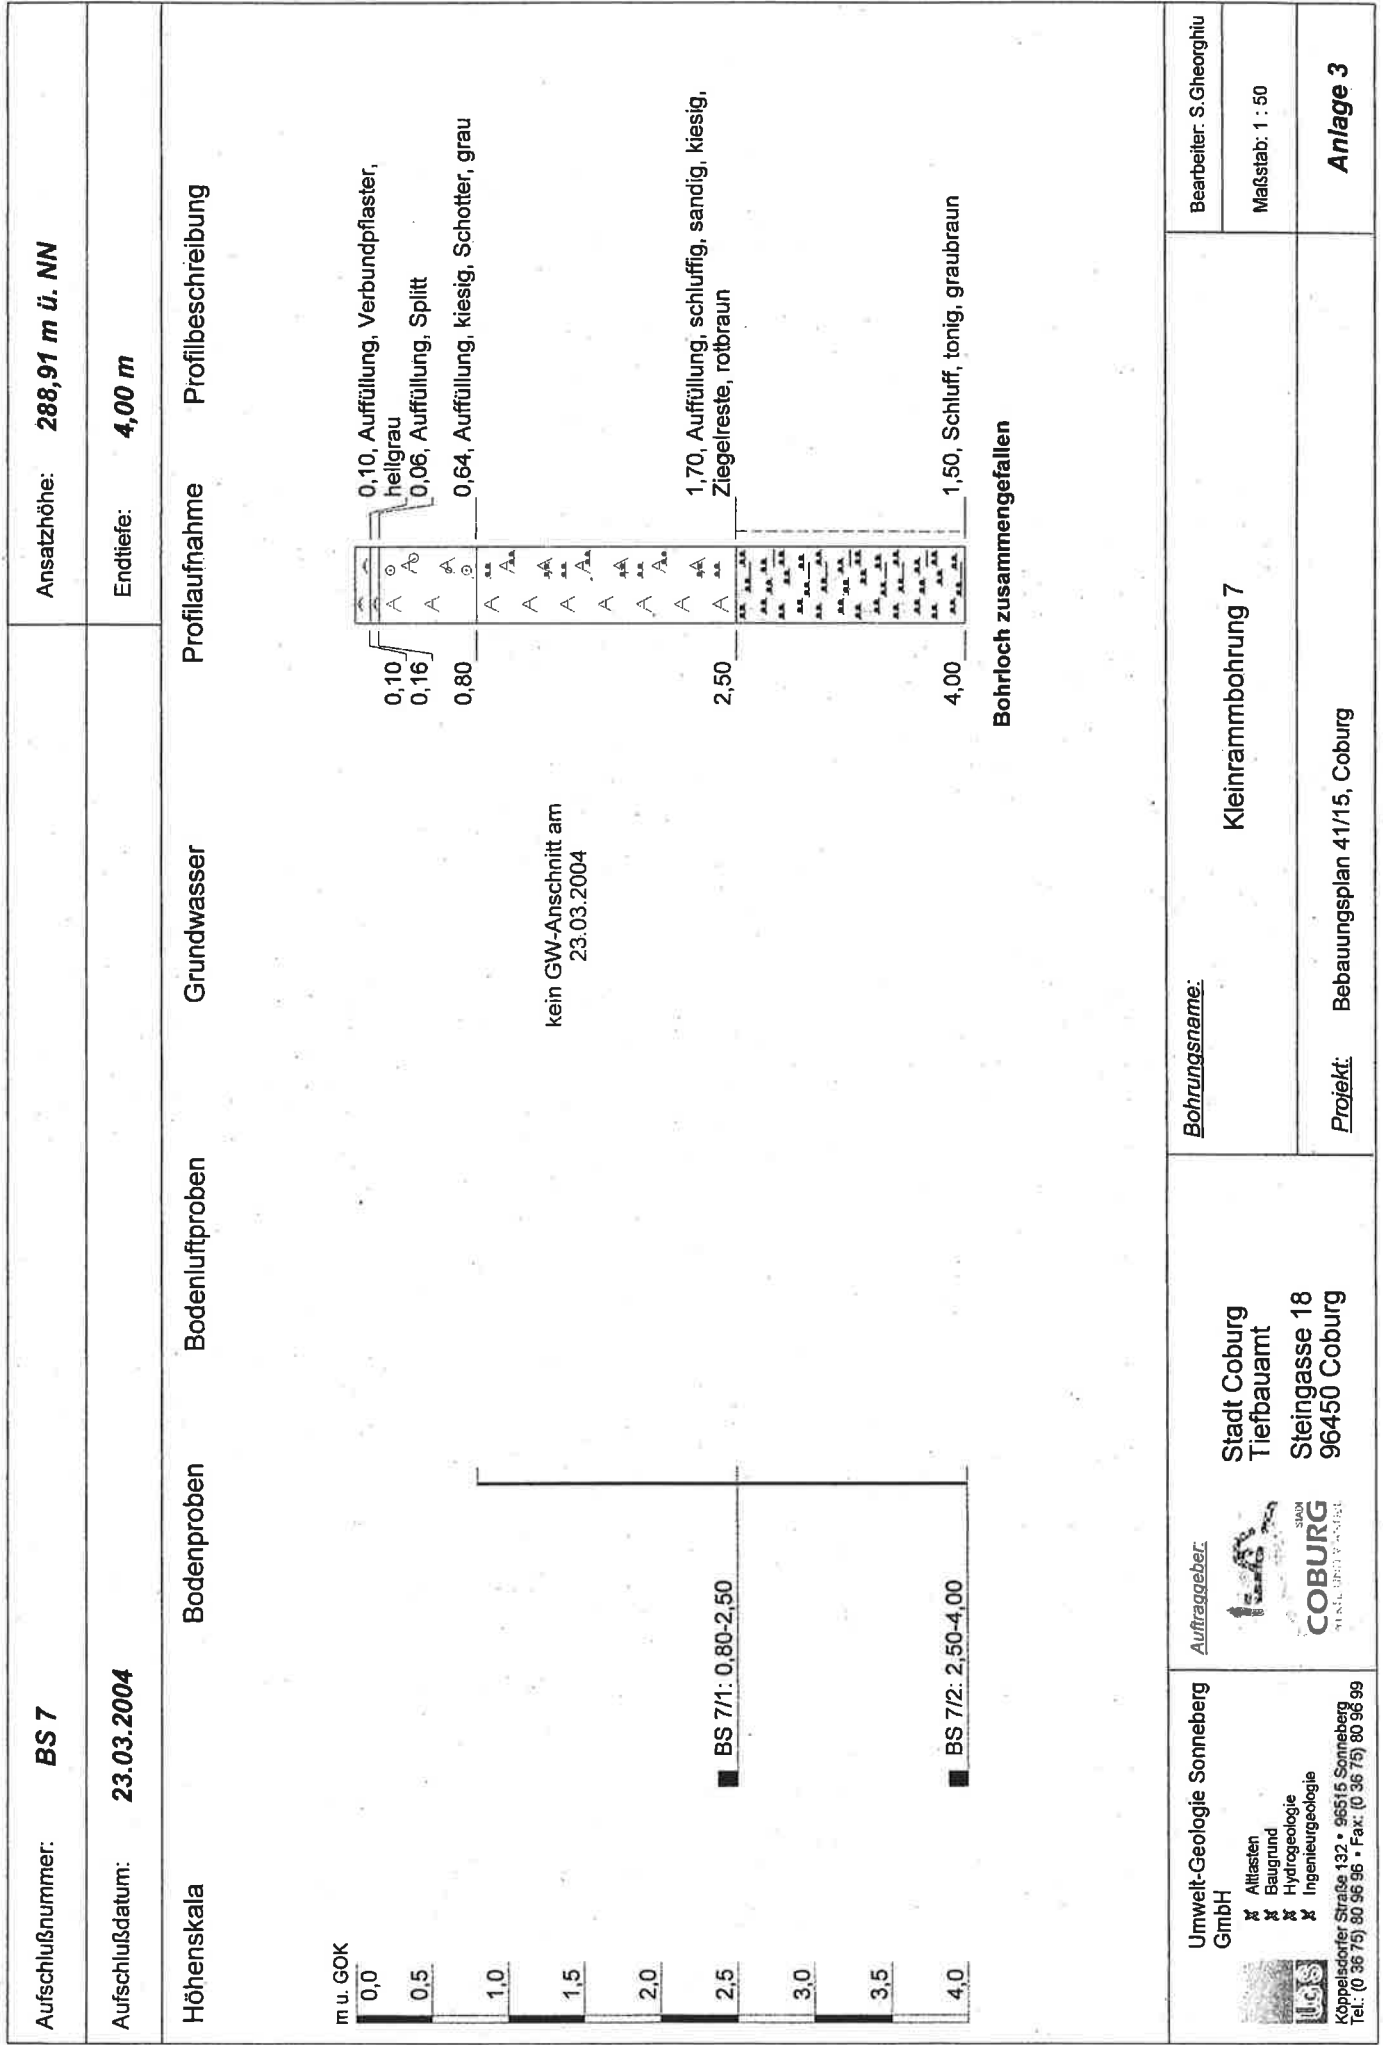 Aufschlußnummer: BS 7
Ansatzhöhe: 288,91 m ü. NN
Aufschlußdatum: 23.03.2004
Endtiefe: 4,00 m
Höhenskala Bodenproben Bodenluftproben Grundwasser Profilaufnahme Profilbeschreibung
m u. GOK
0,0
0,5
1,0
1,5
2,0
2,5
3,0
3,5
4,0
BS 7/1: 0,80-2,50
BS 7/2: 2,50-4,00
kein GW-Anschnitt am
23.03.2004
0,10
0,16
0,80
2,50
4,00
0,10, Auffüllung, Verbundpflaster,
hellgrau
0,06, Auffüllung, Splitt
0,64, Auffüllung, kiesig, Schotter, grau
1,70, Auffüllung, schluffig, sandig, kiesig,
Ziegelreste, rotbraun
1,50, Schluff, tonig, graubraun
Bohrloch zusammengefallen
Umwelt-Geologie Sonneberg
GmbH
Altlasten
Baugrund
Hydrogeologie
Ingenieurgeologie
UGS
Köppelsdorfer Straße 132 • 96515 Sonneberg
Tel.: (0 36 75) 80 96 96 • Fax: (0 36 75) 80 96 99
Auftraggeber:
STADT
COBURG
Stadt Coburg
Tiefbauamt
Steingasse 18
96450 Coburg
Bohrungsname:
Kleinrammbohrung 7
Projekt: Bebauungsplan 41/15, Coburg
Bearbeiter: S.Gheorghiu
Maßstab: 1 : 50
Anlage 3